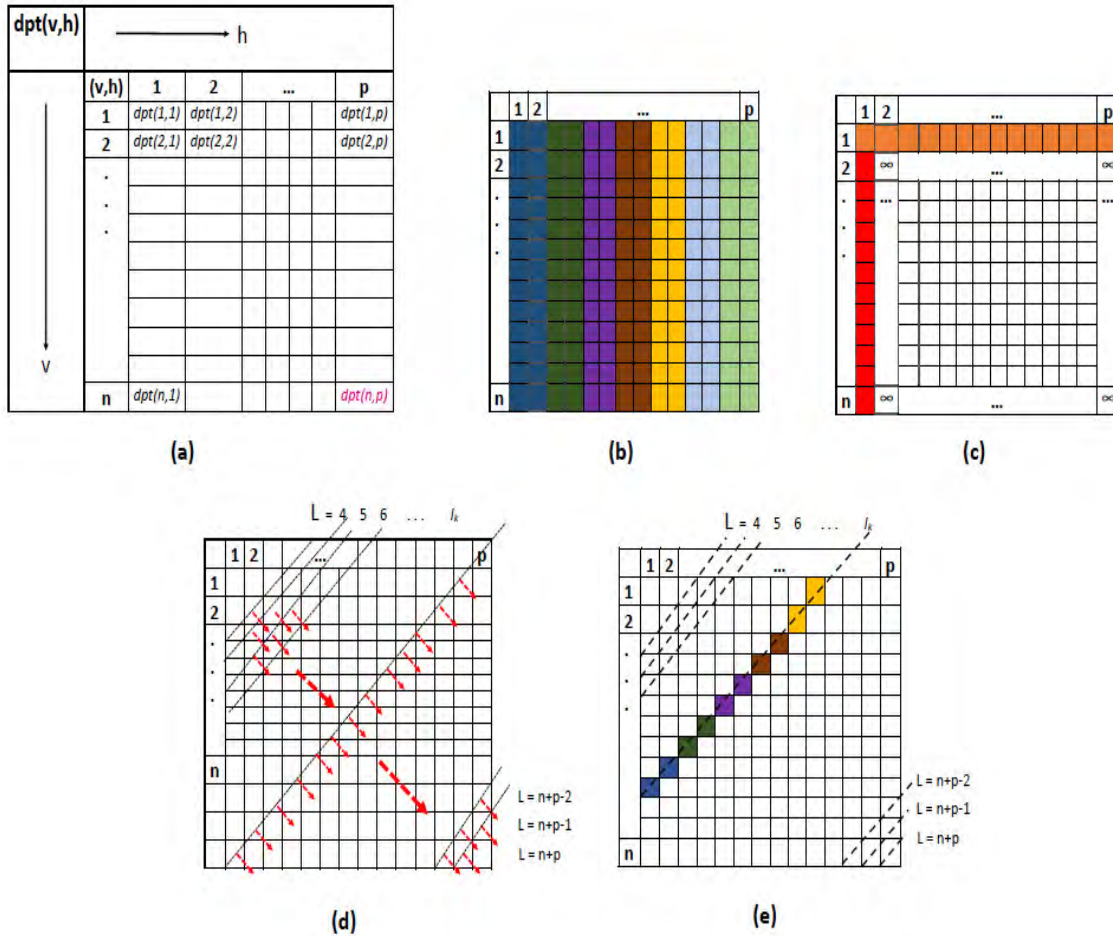 dpt(v,h)
h
(v,h) 1 2 ... p
1 dpt(1,1) dpt(1,2) dpt(1,p)
2 dpt(2,1) dpt(2,2) dpt(2,p)
.
.
.
v
n dpt(n,1) dpt(n,p)
(a)
1 2 ... p
1
2
.
.
.
n
(b)
1 2 ... p
1
2 ∞ ... ∞
. ... ...
.
.
n ∞ ... ∞
(c)
L = 4 5 6 . . . lk
1 2 ... p
1
2
.
.
.
n
L = n+p-2
L = n+p-1
L = n+p
(d)
L = 4 5 6 ... lk
1 2 ... p
1
2
.
.
.
L = n+p-2
L = n+p-1
n L = n+p
(e)